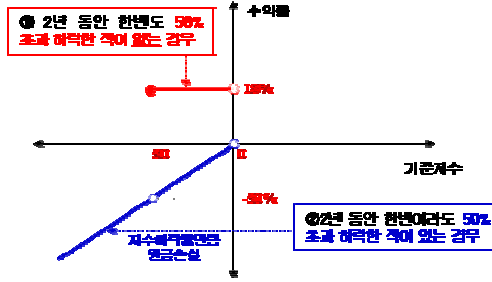 ① 2년 동안 한번도 50%
초과 하락한 적이 없는 경우
수익률
기준지수
②2년 동안 한번이라도 50%
초과 하락한 적이 있는 경우
지수하락률만큼
원금손실